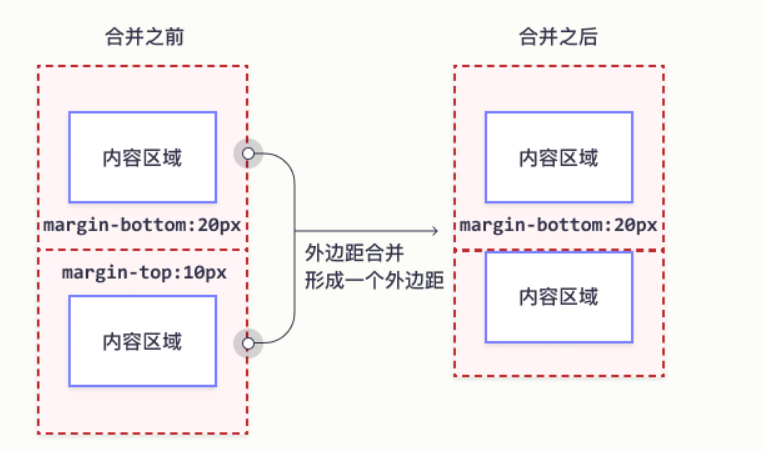 合并之前
合并之后
内容区域
内容区域
margin-bottom:20px
margin-bottom:20px
外边距合并
形成一个外边距
margin-top:10px
内容区域
内容区域